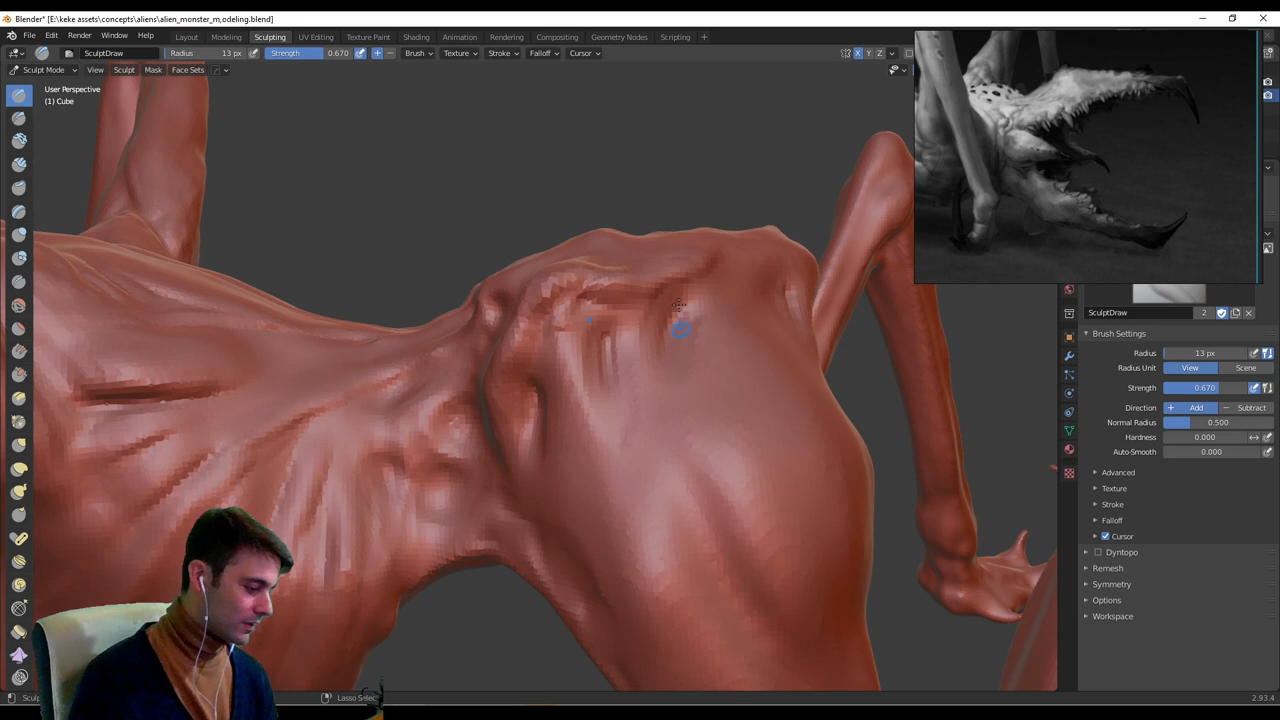 Blender* [E:\keke assets\concepts\aliens\alien_monster_m,odeling.blend]
File Edit Render Window Help Layout Modeling Sculpting UV Editing Texture Paint Shading Animation Rendering Compositing Geometry Nodes Scripting +
SculptDraw Radius 13 px Strength 0.670 Brush Texture Stroke Falloff Cursor X Y Z
Sculpt Mode View Sculpt Mask Face Sets
User Perspective
(1) Cube
SculptDraw 2
Brush Settings
Radius 13 px
Radius Unit View Scene
Strength 0.670
Direction + Add − Subtract
Normal Radius 0.500
Hardness 0.000
Auto-Smooth 0.000
Advanced
Texture
Stroke
Falloff
Cursor
Dyntopo
Remesh
Symmetry
Options
Workspace
Sculpt
Lasso Select
2.93.4